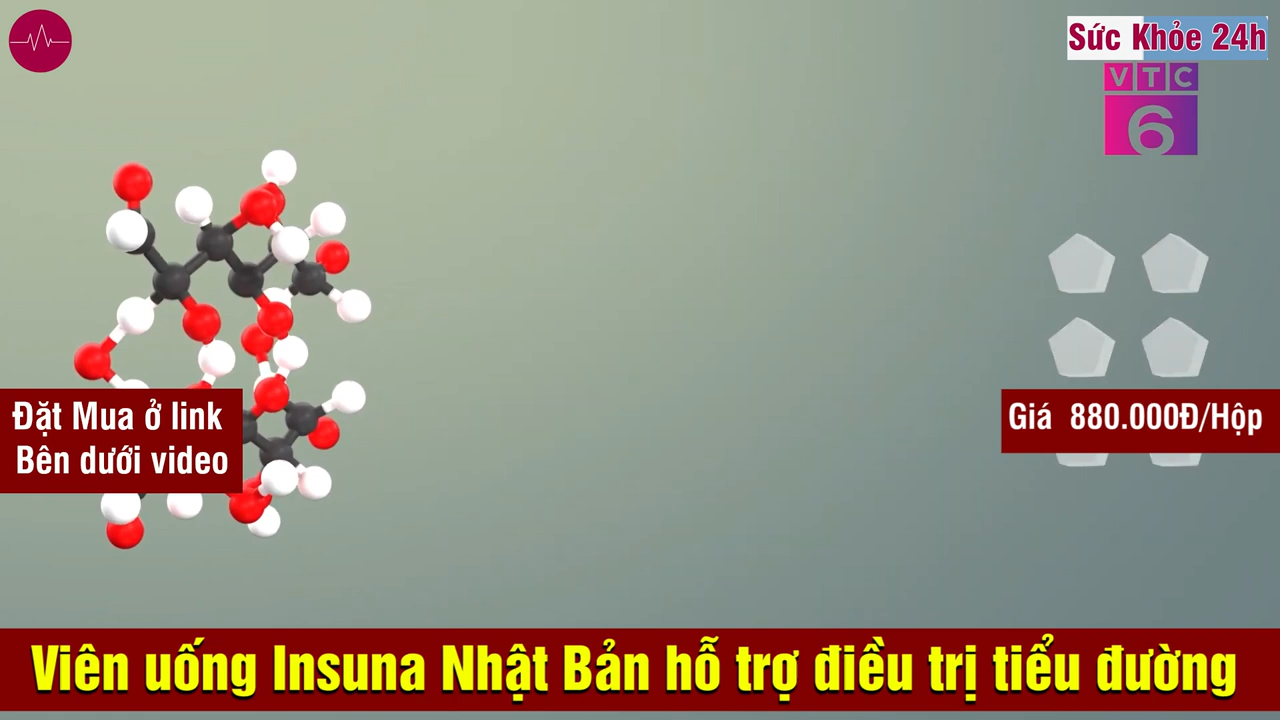 Sức Khỏe 24h
VTC
6
Đặt Mua ở link
Bên dưới video
Giá 880.000Đ/Hộp
Viên uống Insuna Nhật Bản hỗ trợ điều trị tiểu đường